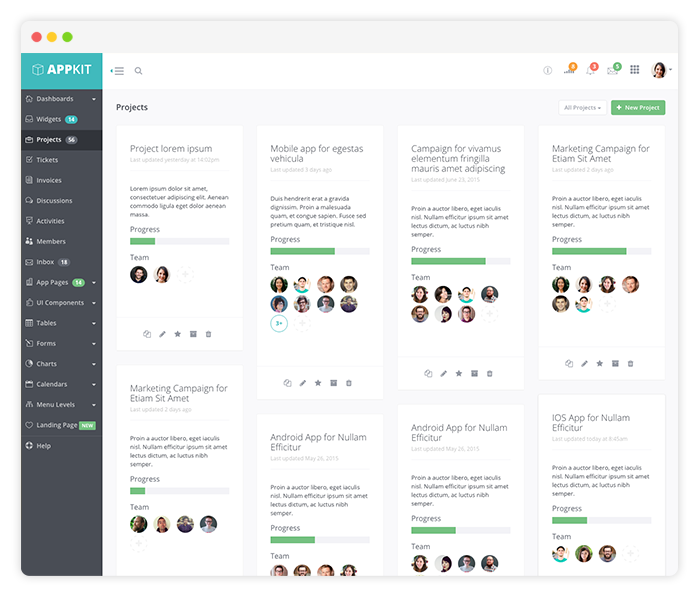 APPKIT
8
3
5
Dashboards
Widgets 14
Projects 56
Tickets
Invoices
Discussions
Activities
Members
Inbox 18
App Pages 14
UI Components
Tables
Forms
Charts
Calendars
Menu Levels
Landing Page NEW
Help
Projects
All Projects
+ New Project
Project lorem ipsum
Last updated yesterday at 14:02pm
Lorem ipsum dolor sit amet,
consectetuer adipiscing elit. Aenean
commodo ligula eget dolor aenean
massa.
Progress
Team
Mobile app for egestas
vehicula
Last updated 3 days ago
Duis hendrerit erat a gravida
dignissim. Proin a malesuada
quam, et congue sapien. Fusce sed
pretium quam, et tristique nisl.
Progress
Team
3+
Campaign for vivamus
elementum fringilla
mauris amet adipiscing
Last updated June 25, 2015
Proin a auctor libero, eget iaculis
nisl. Nullam efficitur ipsum sit amet
lectus dictum, ac luctus nibh
semper.
Progress
Team
Marketing Campaign for
Etiam Sit Amet
Last updated 2 days ago
Proin a auctor libero, eget iaculis
nisl. Nullam efficitur ipsum sit amet
lectus dictum, ac luctus nibh
semper.
Progress
Team
Marketing Campaign for
Etiam Sit Amet
Last updated 2 days ago
Proin a auctor libero, eget iaculis
nisl. Nullam efficitur ipsum sit amet
lectus dictum, ac luctus nibh
semper.
Progress
Team
Android App for Nullam
Efficitur
Last updated May 26, 2015
Proin a auctor libero, eget iaculis
nisl. Nullam efficitur ipsum sit amet
lectus dictum, ac luctus nibh
semper.
Progress
Team
Android App for Nullam
Efficitur
Last updated May 26, 2015
Proin a auctor libero, eget iaculis
nisl. Nullam efficitur ipsum sit amet
lectus dictum, ac luctus nibh
semper.
Progress
Team
IOS App for Nullam
Efficitur
Last updated today at 8:45am
Proin a auctor libero, eget iaculis
nisl. Nullam efficitur ipsum sit amet
lectus dictum, ac luctus nibh
semper.
Progress
Team